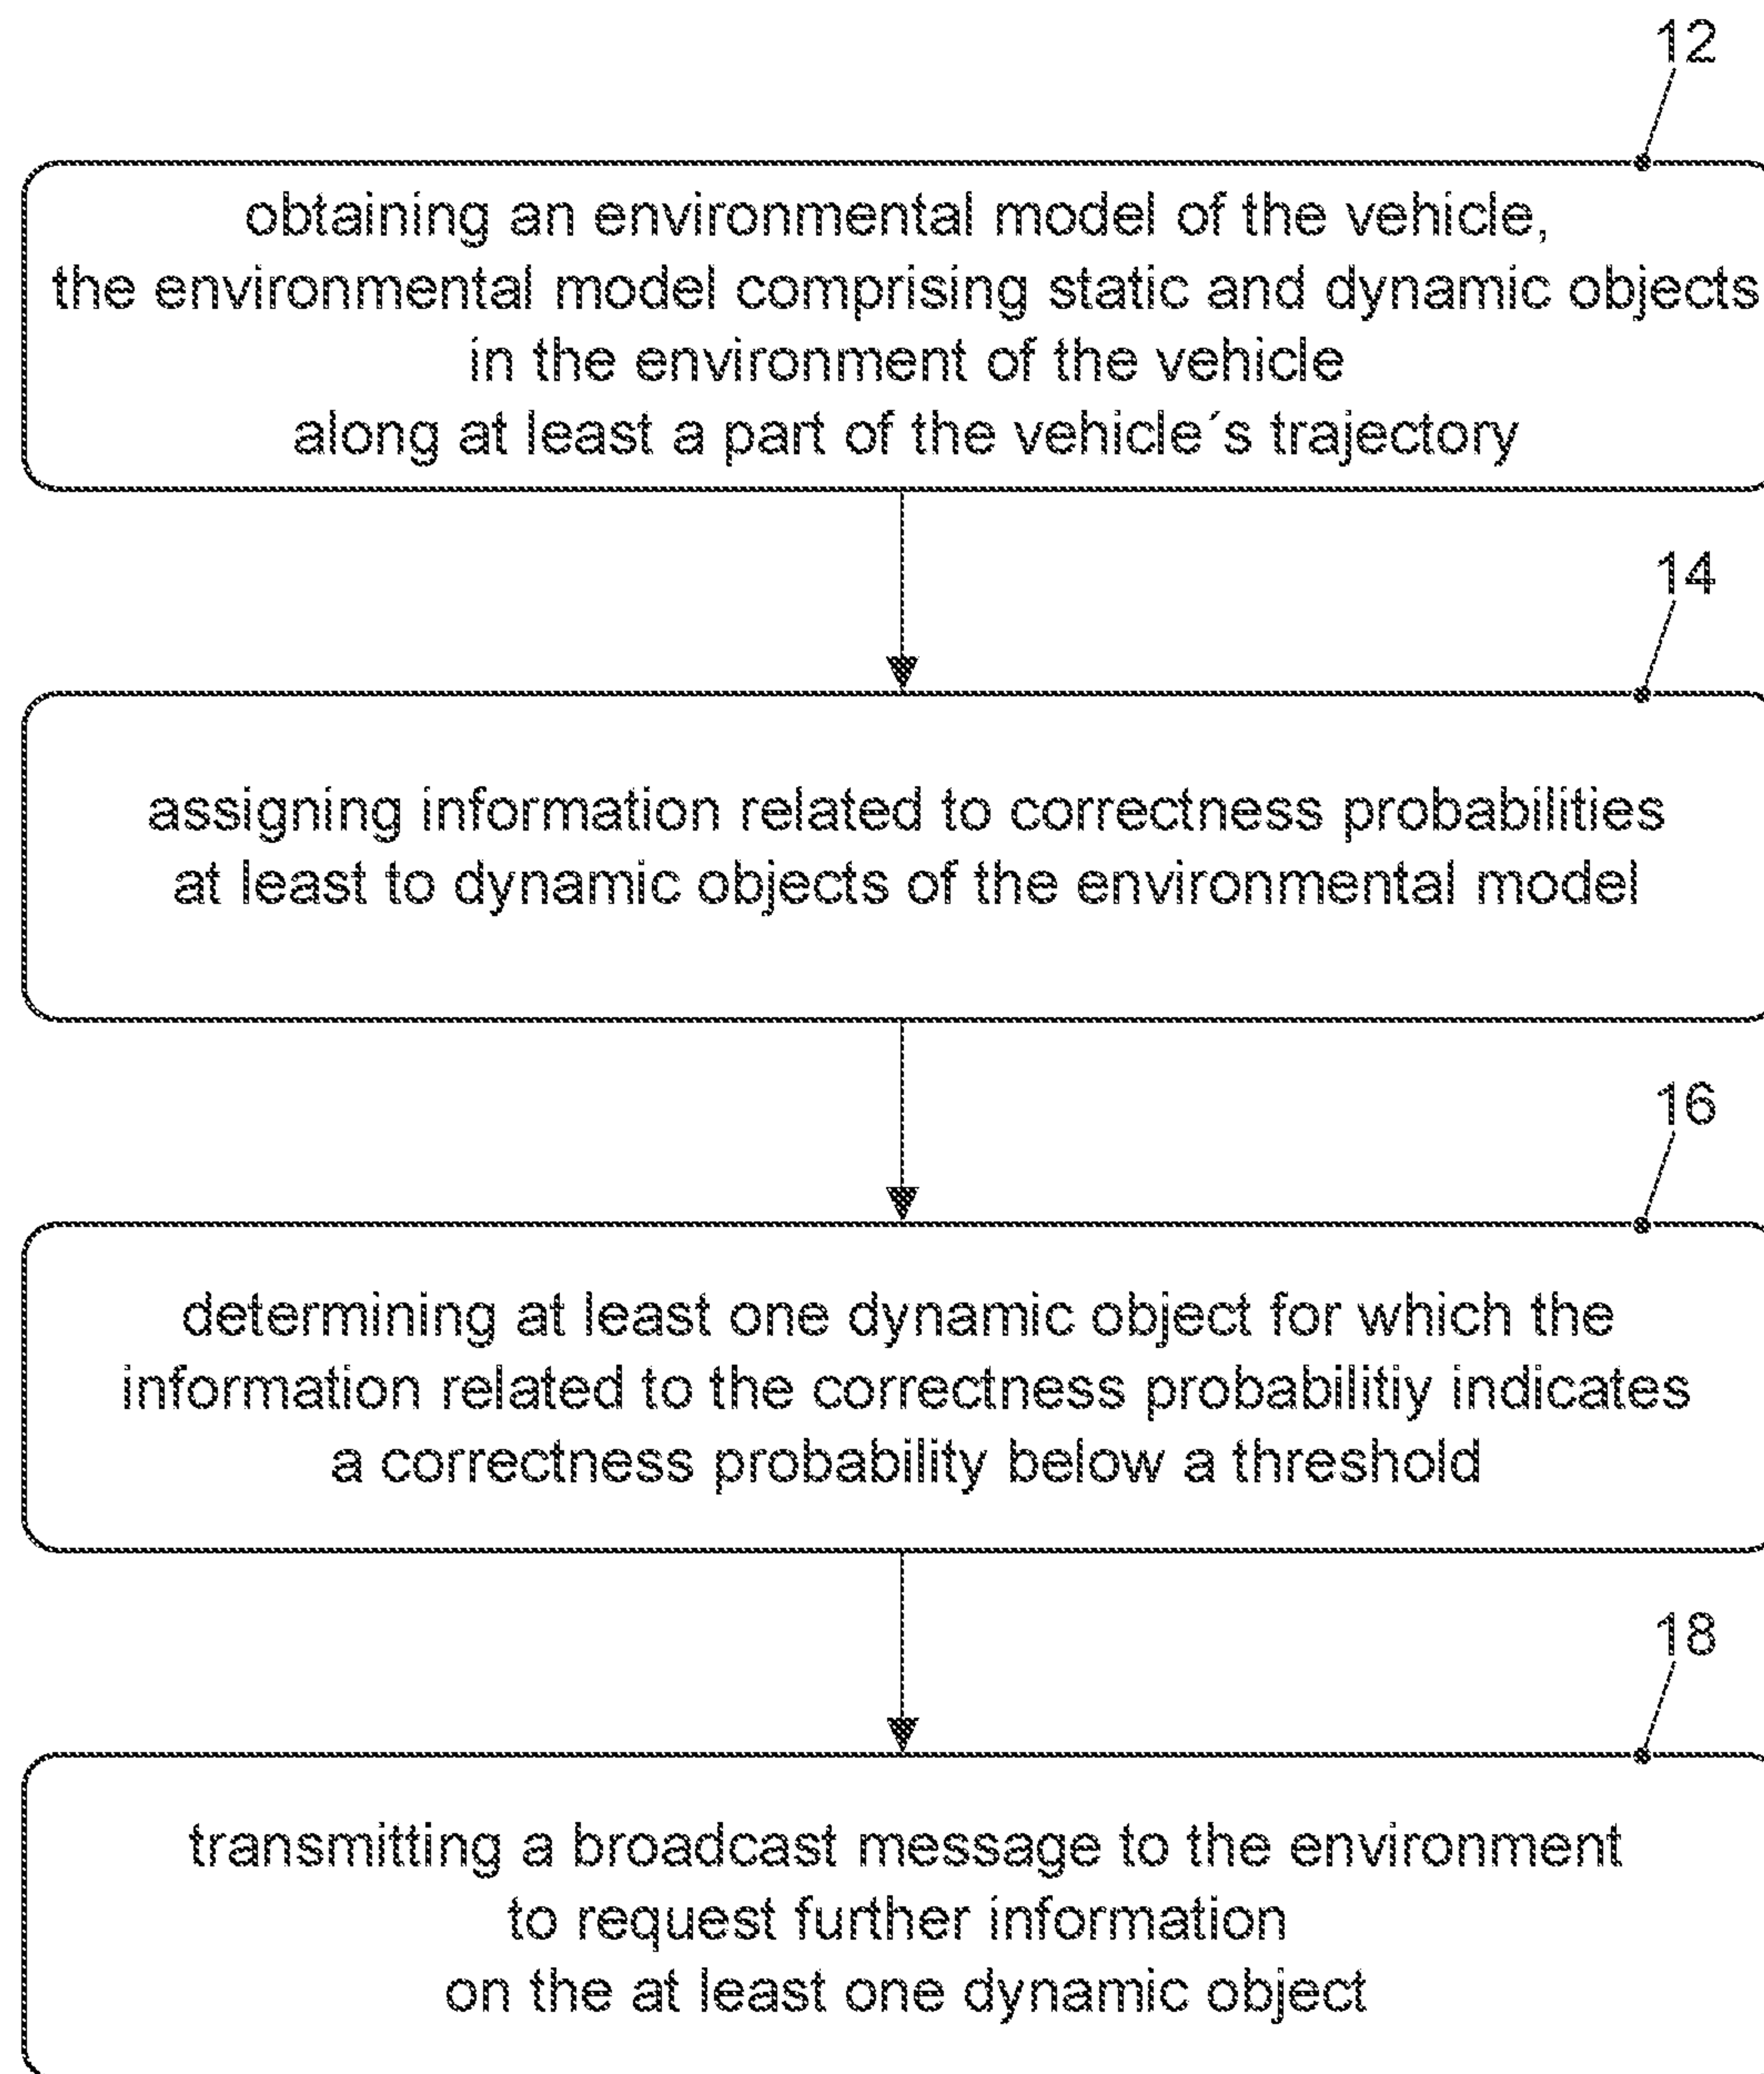 12
obtaining an environmental model of the vehicle,
the environmental model comprising static and dynamic objects
in the environment of the vehicle
along at least a part of the vehicle´s trajectory
14
assigning information related to correctness probabilities
at least to dynamic objects of the environmental model
16
determining at least one dynamic object for which the
information related to the correctness probabilitiy indicates
a correctness probability below a threshold
18
transmitting a broadcast message to the environment
to request further information
on the at least one dynamic object